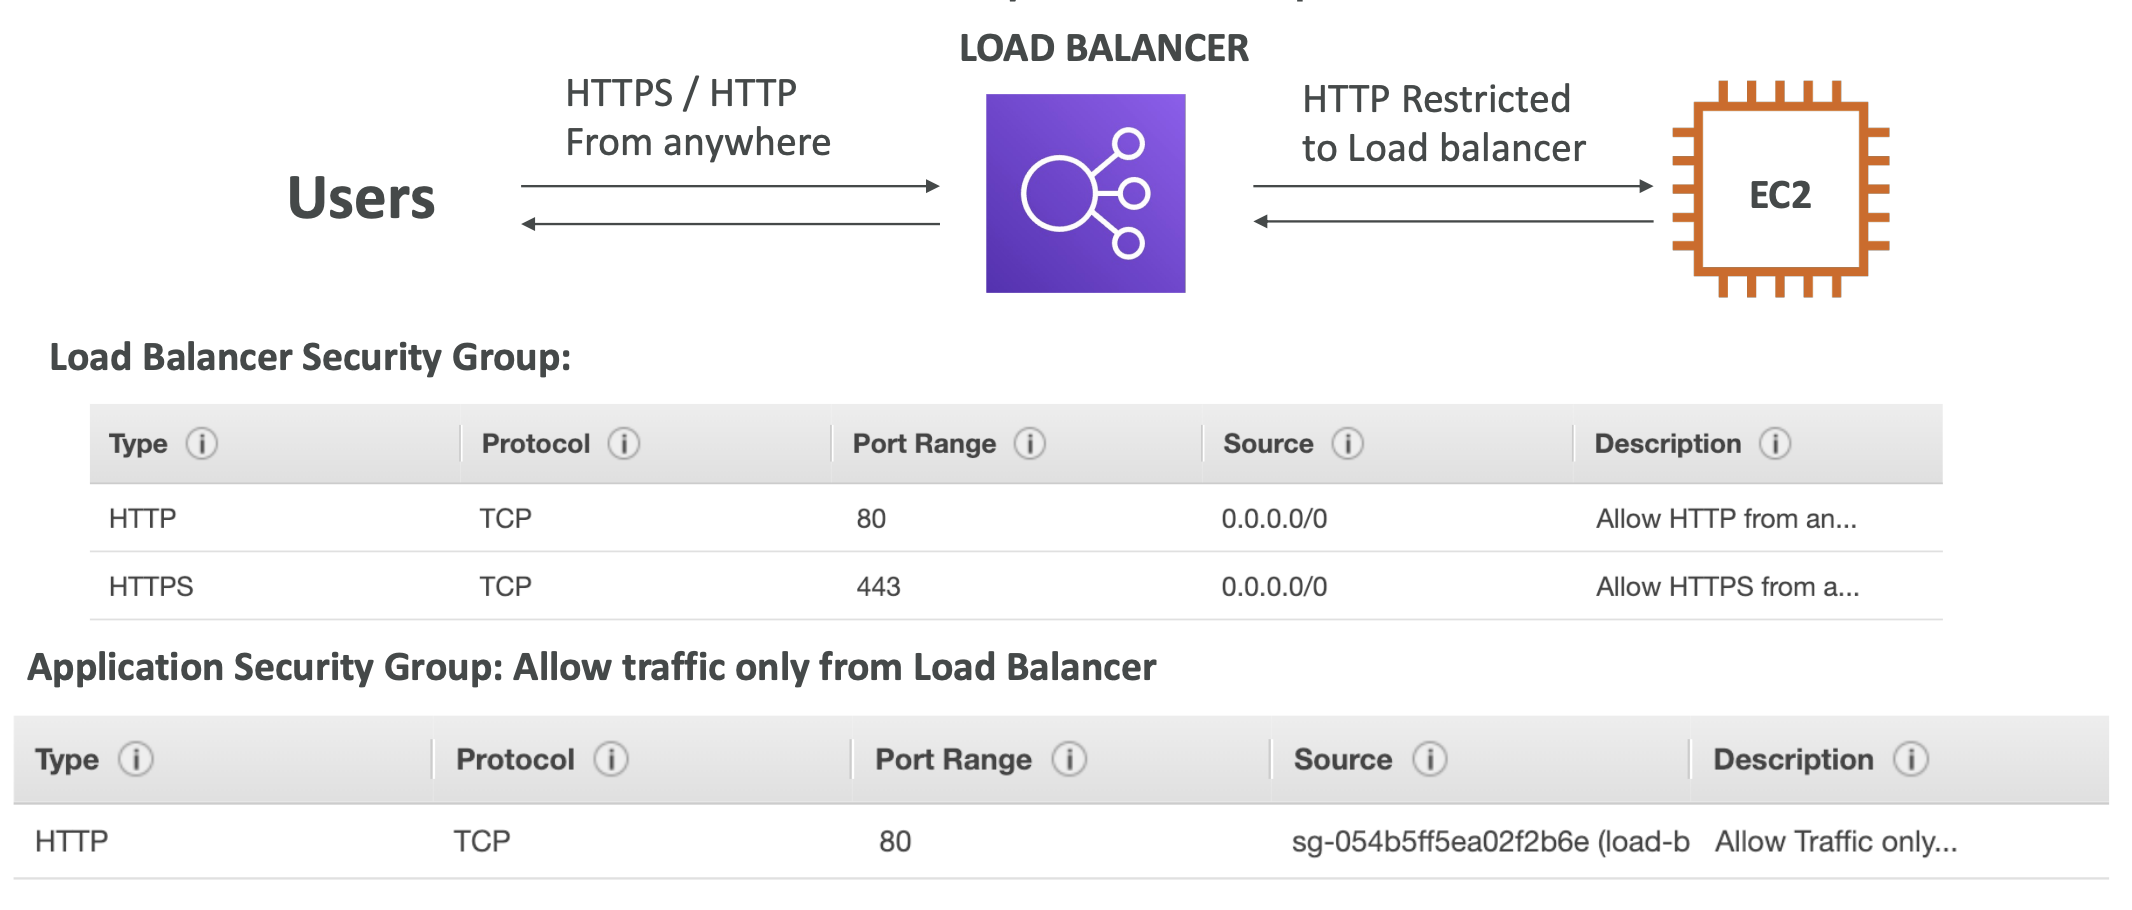 LOAD BALANCER
HTTPS / HTTP
From anywhere
HTTP Restricted
to Load balancer
Users
EC2
Load Balancer Security Group:
Type i Protocol i Port Range i Source i Description i
HTTP TCP 80 0.0.0.0/0 Allow HTTP from an...
HTTPS TCP 443 0.0.0.0/0 Allow HTTPS from a...
Application Security Group: Allow traffic only from Load Balancer
Type i Protocol i Port Range i Source i Description i
HTTP TCP 80 sg-054b5ff5ea02f2b6e (load-b Allow Traffic only...